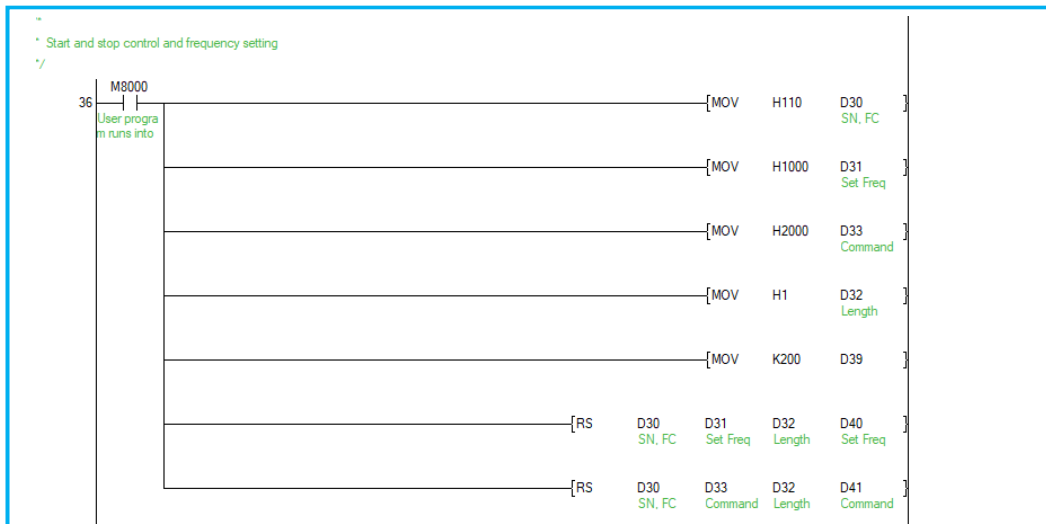 "*
* Start and stop control and frequency setting
*/
M8000
36
User progra
m runs into
[MOV H110 D30 ]
SN, FC
[MOV H1000 D31 ]
Set Freq
[MOV H2000 D33 ]
Command
[MOV H1 D32 ]
Length
[MOV K200 D39 ]
[RS D30 D31 D32 D40 ]
SN, FC Set Freq Length Set Freq
[RS D30 D33 D32 D41 ]
SN, FC Command Length Command